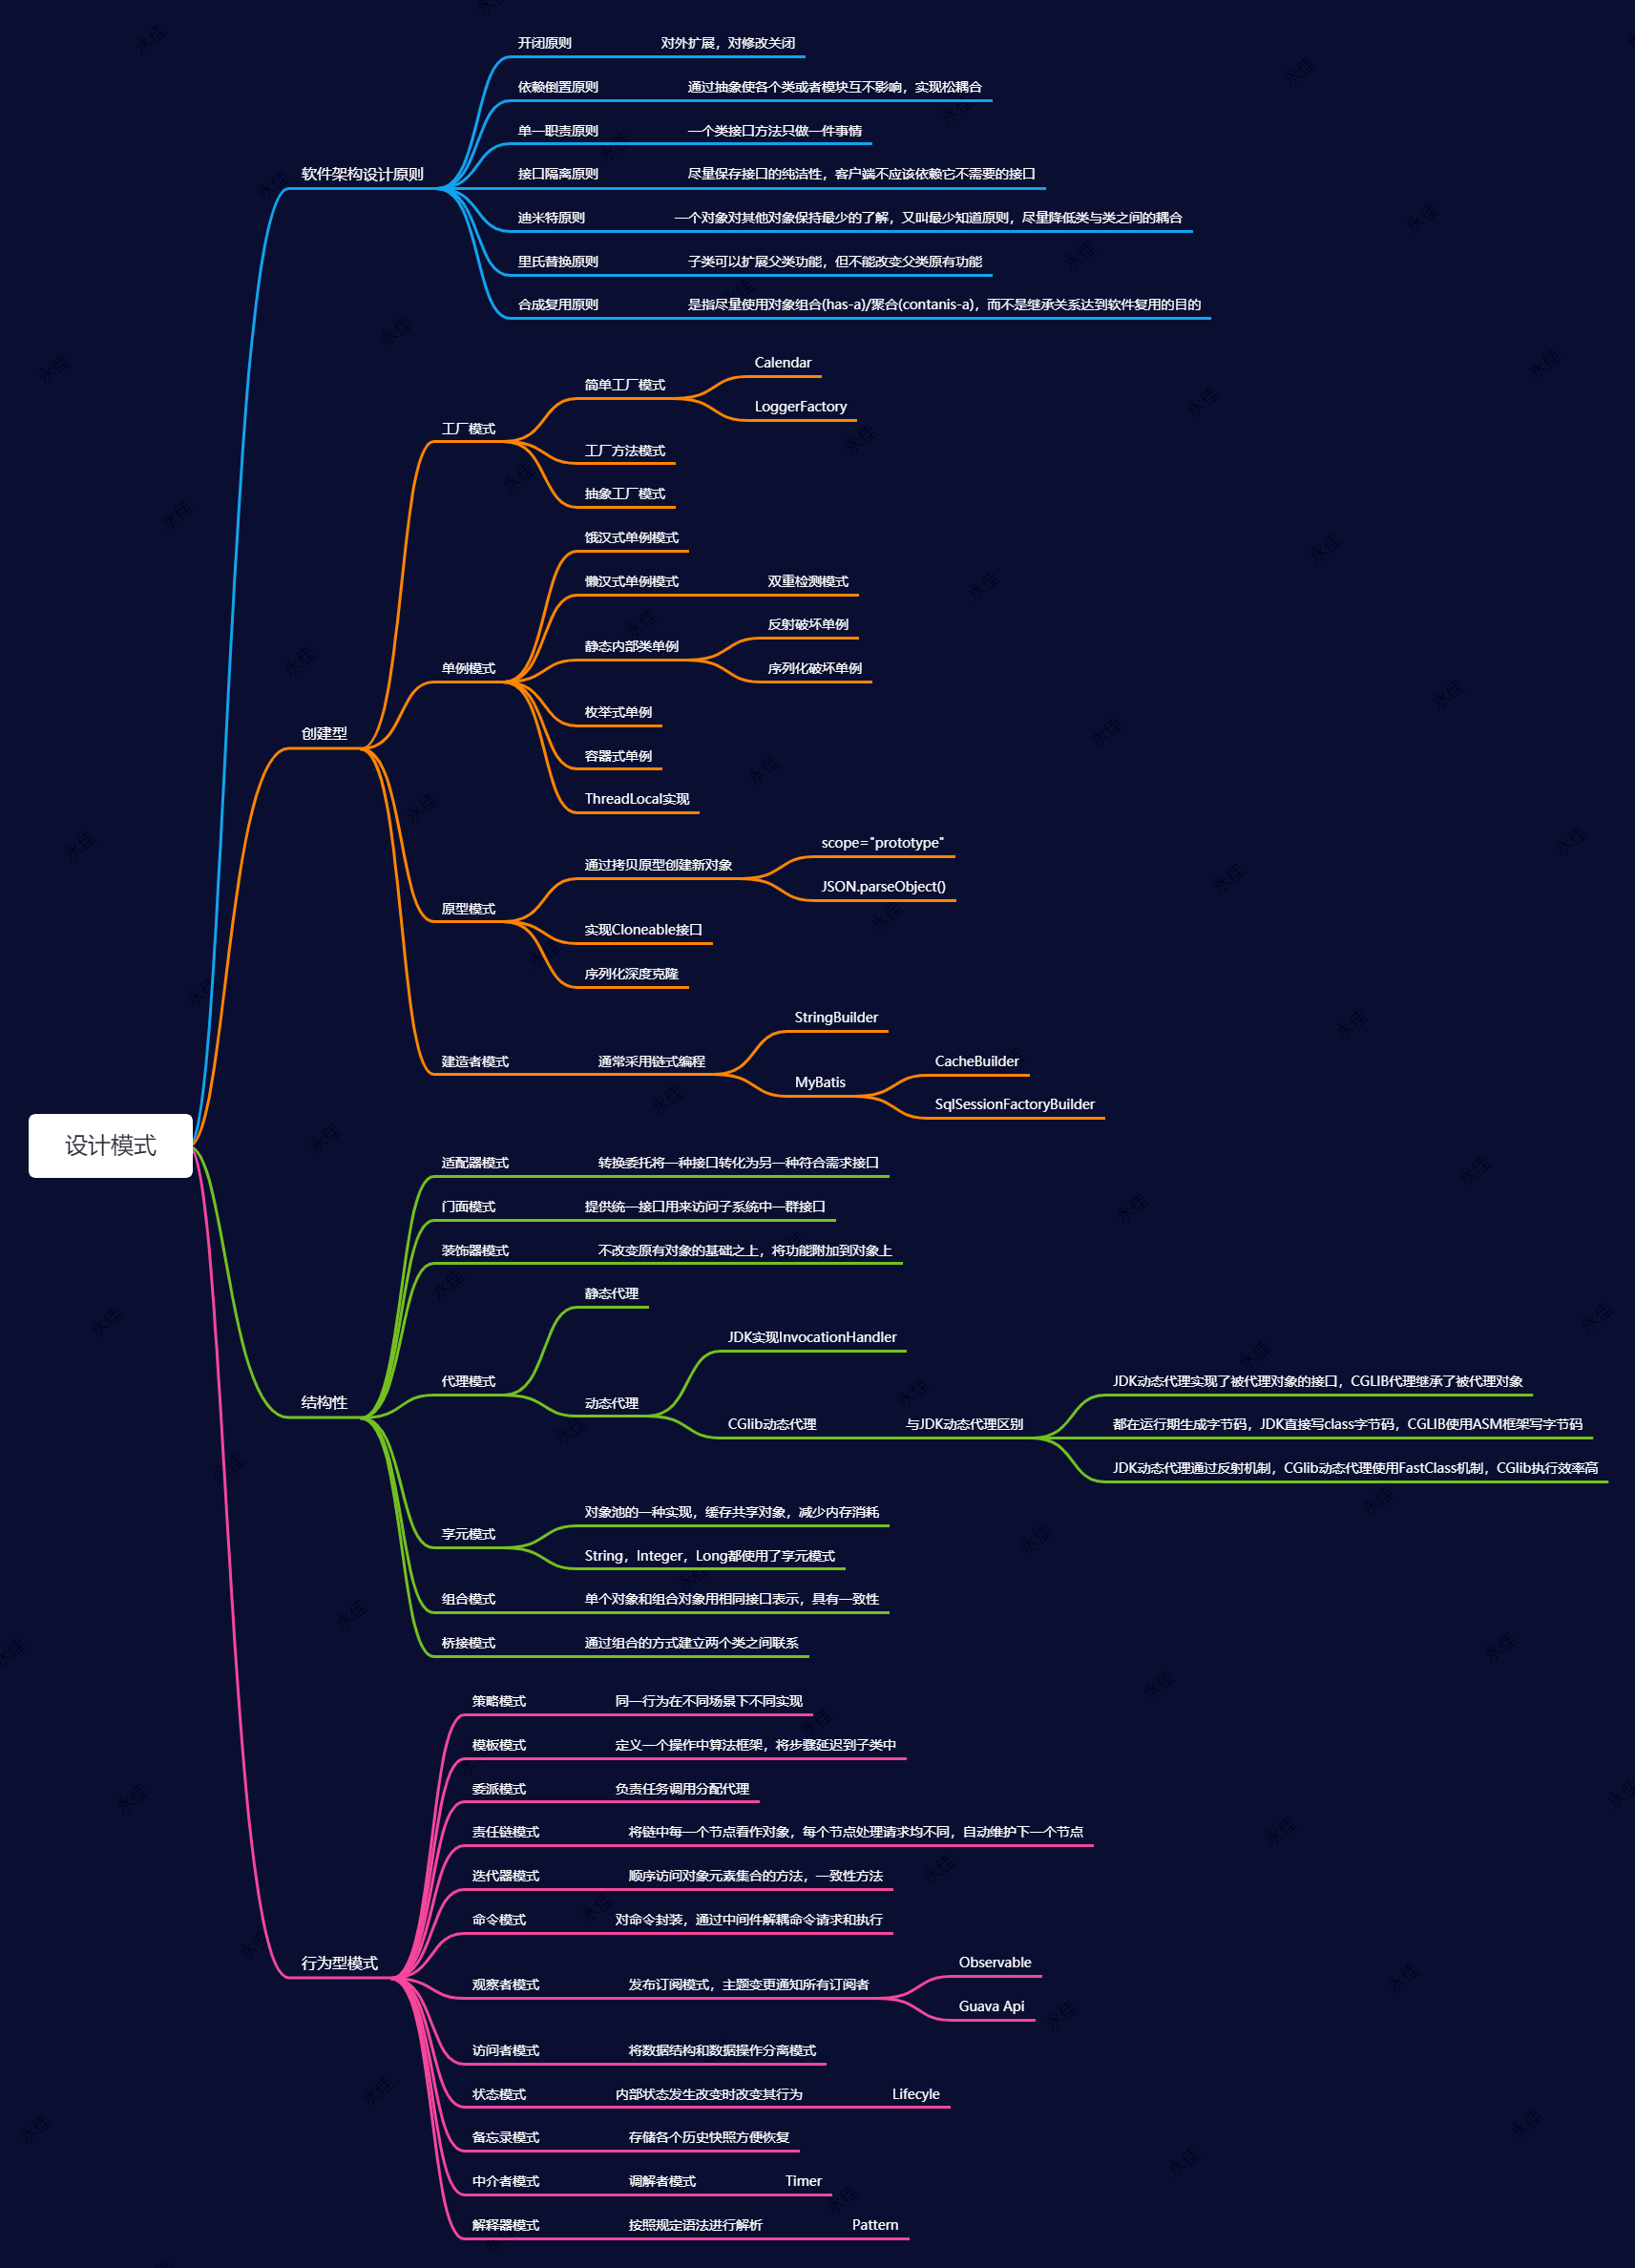 设计模式
软件架构设计原则
开闭原则 对外扩展，对修改关闭
依赖倒置原则 通过抽象使各个类或者模块互不影响，实现松耦合
单一职责原则 一个类接口方法只做一件事情
接口隔离原则 尽量保存接口的纯洁性，客户端不应该依赖它不需要的接口
迪米特原则 一个对象对其他对象保持最少的了解，又叫最少知道原则，尽量降低类与类之间的耦合
里氏替换原则 子类可以扩展父类功能，但不能改变父类原有功能
合成复用原则 是指尽量使用对象组合(has-a)/聚合(contanis-a)，而不是继承关系达到软件复用的目的
创建型
工厂模式
简单工厂模式
Calendar
LoggerFactory
工厂方法模式
抽象工厂模式
单例模式
饿汉式单例模式
懒汉式单例模式 双重检测模式
静态内部类单例
反射破坏单例
序列化破坏单例
枚举式单例
容器式单例
ThreadLocal实现
原型模式
通过拷贝原型创建新对象
scope="prototype"
JSON.parseObject()
实现Cloneable接口
序列化深度克隆
建造者模式 通常采用链式编程
StringBuilder
MyBatis
CacheBuilder
SqlSessionFactoryBuilder
结构性
适配器模式 转换委托将一种接口转化为另一种符合需求接口
门面模式 提供统一接口用来访问子系统中一群接口
装饰器模式 不改变原有对象的基础之上，将功能附加到对象上
代理模式
静态代理
动态代理
JDK实现InvocationHandler
CGlib动态代理 与JDK动态代理区别
JDK动态代理实现了被代理对象的接口，CGLIB代理继承了被代理对象
都在运行期生成字节码，JDK直接写class字节码，CGLIB使用ASM框架写字节码
JDK动态代理通过反射机制，CGlib动态代理使用FastClass机制，CGlib执行效率高
享元模式
对象池的一种实现，缓存共享对象，减少内存消耗
String，Integer，Long都使用了享元模式
组合模式 单个对象和组合对象用相同接口表示，具有一致性
桥接模式 通过组合的方式建立两个类之间联系
行为型模式
策略模式 同一行为在不同场景下不同实现
模板模式 定义一个操作中算法框架，将步骤延迟到子类中
委派模式 负责任务调用分配代理
责任链模式 将链中每一个节点看作对象，每个节点处理请求均不同，自动维护下一个节点
迭代器模式 顺序访问对象元素集合的方法，一致性方法
命令模式 对命令封装，通过中间件解耦命令请求和执行
观察者模式 发布订阅模式，主题变更通知所有订阅者
Observable
Guava Api
访问者模式 将数据结构和数据操作分离模式
状态模式 内部状态发生改变时改变其行为 Lifecyle
备忘录模式 存储各个历史快照方便恢复
中介者模式 调解者模式 Timer
解释器模式 按照规定语法进行解析 Pattern
永佳